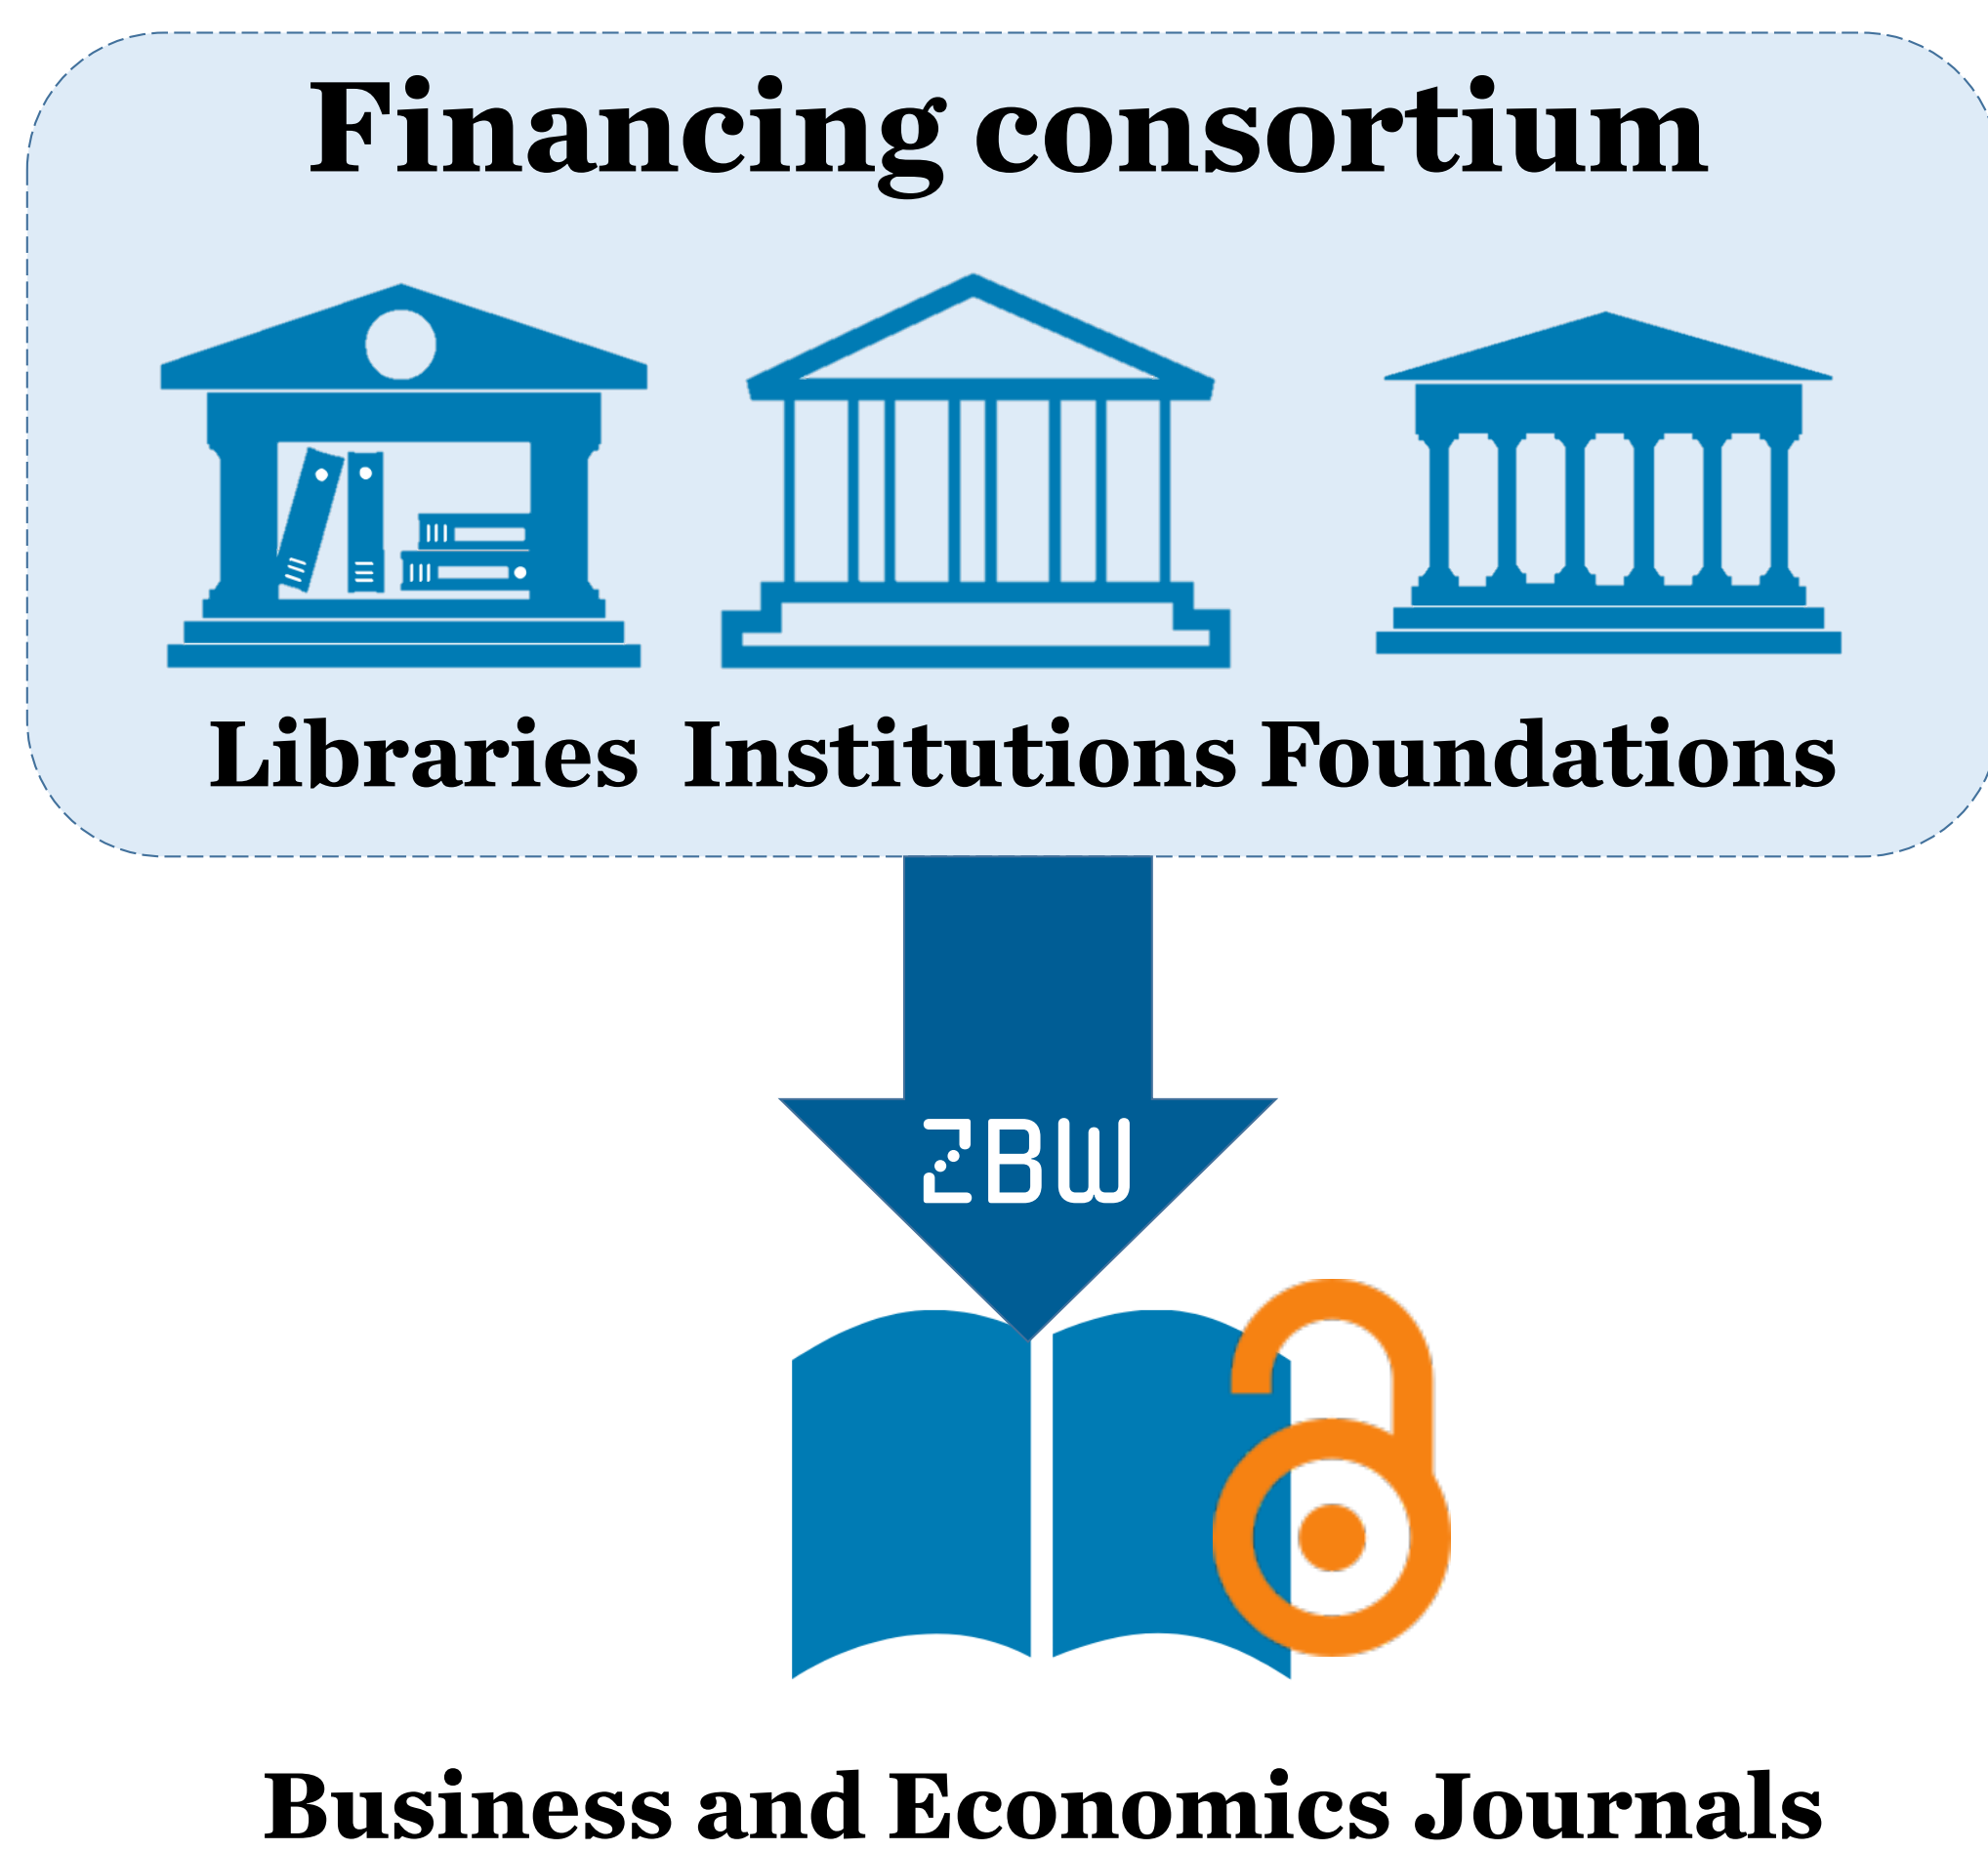 Financing consortium
Libraries Institutions Foundations
ZBW
Business and Economics Journals